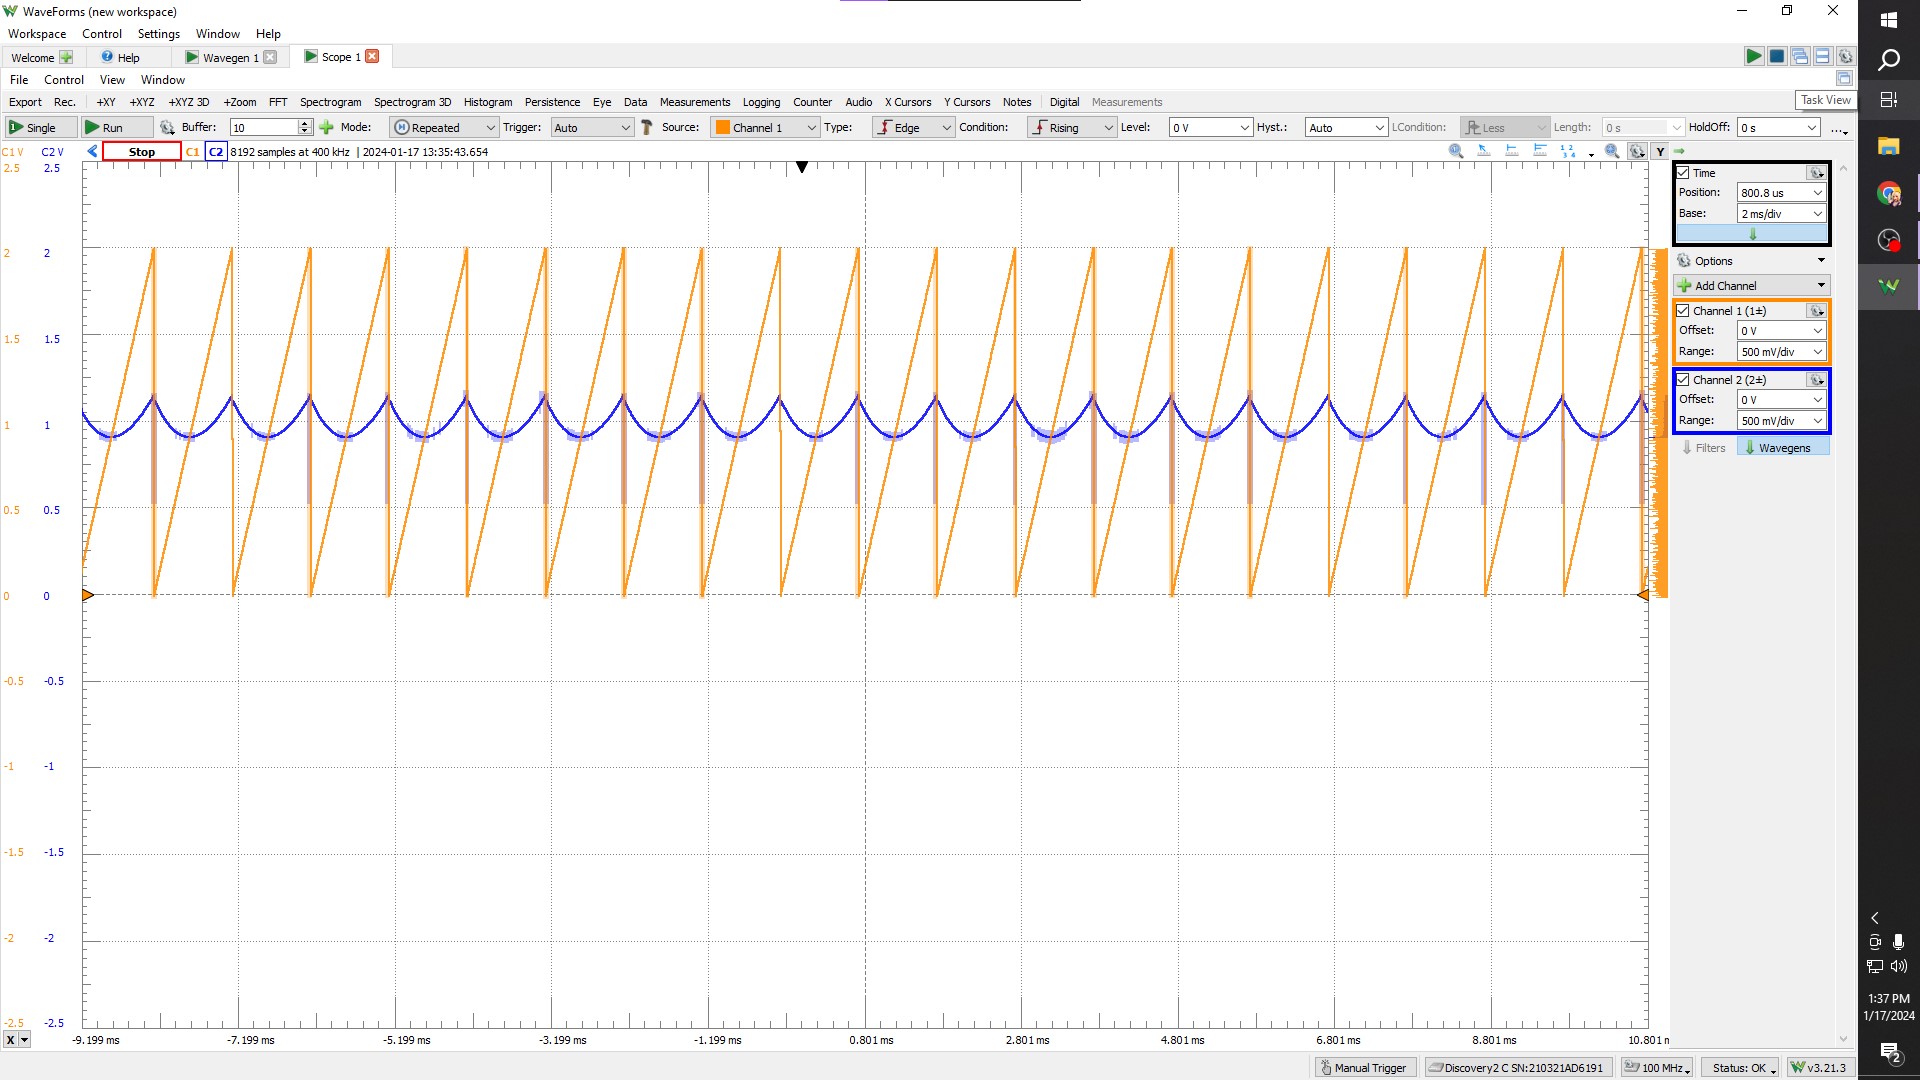 WaveForms (new workspace)
Workspace Control Settings Window Help
Welcome Help Wavegen 1 Scope 1
File Control View Window
Export Rec. +XY +XYZ +XYZ 3D +Zoom FFT Spectrogram Spectrogram 3D Histogram Persistence Eye Data Measurements Logging Counter Audio X Cursors Y Cursors Notes Digital Measurements
Task View
Single Run Buffer: 10 Mode: Repeated Trigger: Auto Source: Channel 1 Type: Edge Condition: Rising Level: 0 V Hyst.: Auto LCondition: Less Length: 0 s HoldOff: 0 s ...
C1 V C2 V Stop C1 C2 8192 samples at 400 kHz | 2024-01-17 13:35:43.654 Y
2.5 2.5
2 2
1.5 1.5
1 1
0.5 0.5
0 0
-0.5 -0.5
-1 -1
-1.5 -1.5
-2 -2
-2.5 -2.5
X -9.199 ms -7.199 ms -5.199 ms -3.199 ms -1.199 ms 0.801 ms 2.801 ms 4.801 ms 6.801 ms 8.801 ms 10.801 m
Time
Position: 800.8 us
Base: 2 ms/div
Options
Add Channel
Channel 1 (1±)
Offset: 0 V
Range: 500 mV/div
Channel 2 (2±)
Offset: 0 V
Range: 500 mV/div
Filters Wavegens
Manual Trigger Discovery2 C SN:210321AD6191 100 MHz Status: OK v3.21.3
1:37 PM
1/17/2024
2